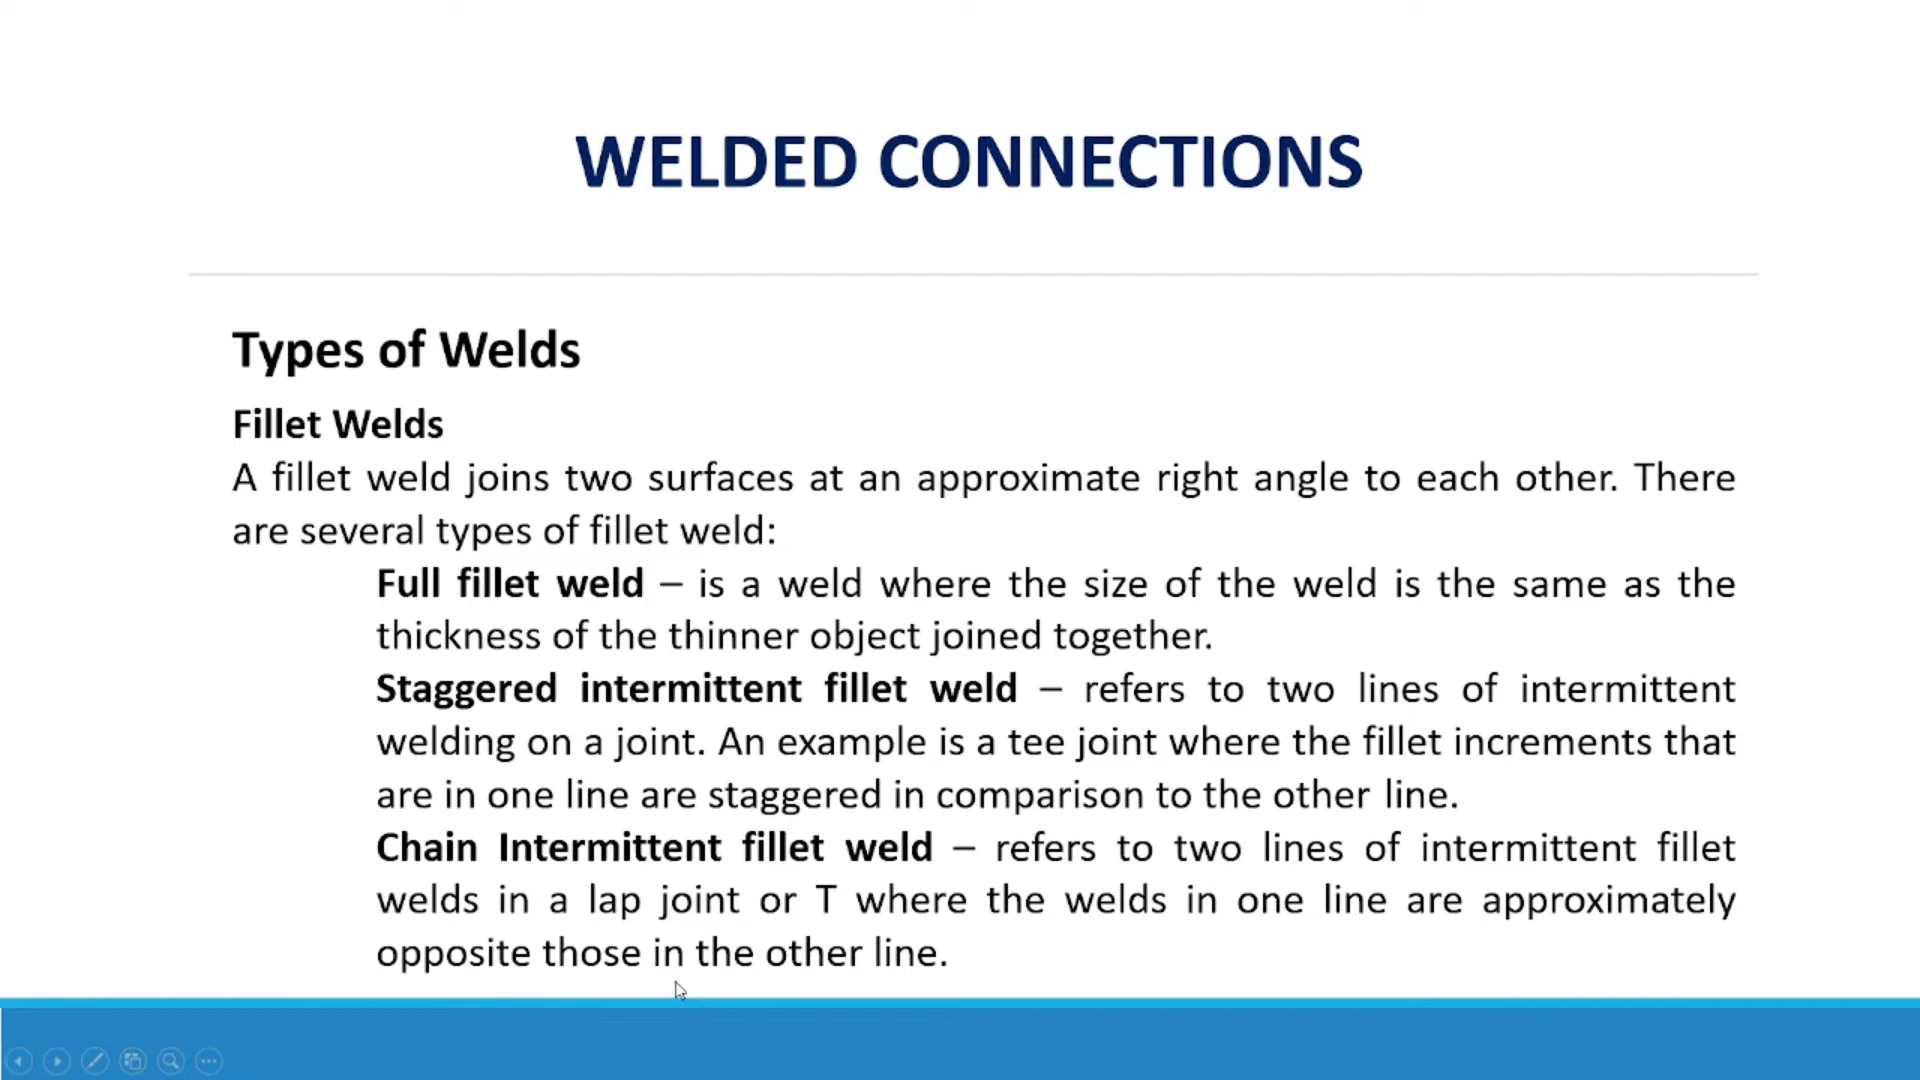 WELDED CONNECTIONS
Types of Welds
Fillet Welds
A fillet weld joins two surfaces at an approximate right angle to each other. There
are several types of fillet weld:
Full fillet weld – is a weld where the size of the weld is the same as the
thickness of the thinner object joined together.
Staggered intermittent fillet weld – refers to two lines of intermittent
welding on a joint. An example is a tee joint where the fillet increments that
are in one line are staggered in comparison to the other line.
Chain Intermittent fillet weld – refers to two lines of intermittent fillet
welds in a lap joint or T where the welds in one line are approximately
opposite those in the other line.